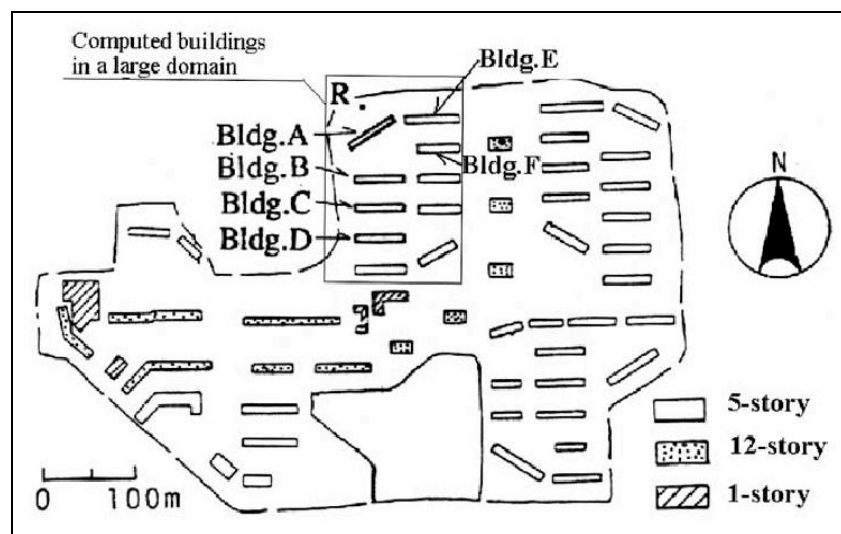 Computed buildings
in a large domain
R.
Bldg.E
Bldg.A
Bldg.F
Bldg.B
Bldg.C
Bldg.D
N
5-story
12-story
1-story
0 100m